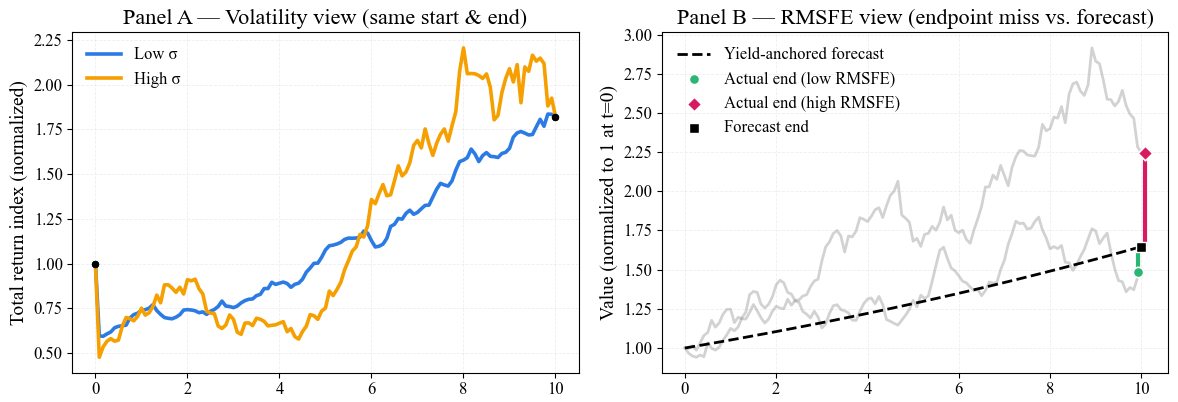 Panel A — Volatility view (same start & end)
Total return index (normalized)
2.25
2.00
1.75
1.50
1.25
1.00
0.75
0.50
Low σ
High σ
0 2 4 6 8 10
Panel B — RMSFE view (endpoint miss vs. forecast)
Value (normalized to 1 at t=0)
3.00
2.75
2.50
2.25
2.00
1.75
1.50
1.25
1.00
Yield-anchored forecast
Actual end (low RMSFE)
Actual end (high RMSFE)
Forecast end
0 2 4 6 8 10